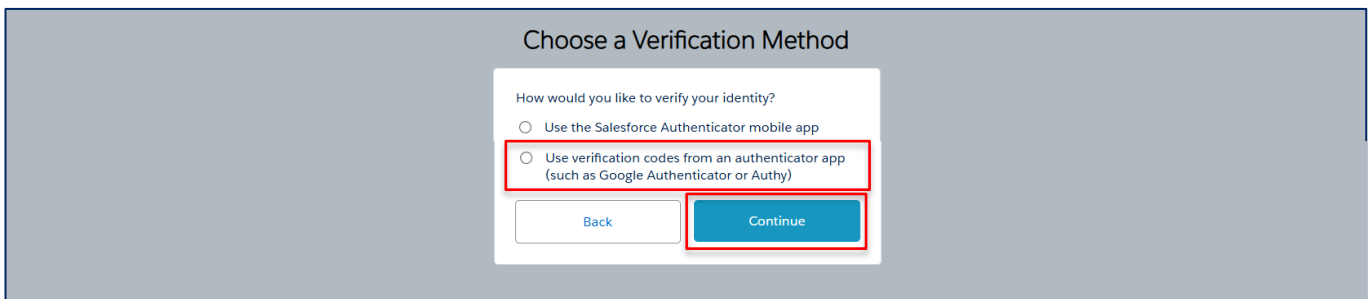 Choose a Verification Method
How would you like to verify your identity?
Use the Salesforce Authenticator mobile app
Use verification codes from an authenticator app
(such as Google Authenticator or Authy)
Back
Continue